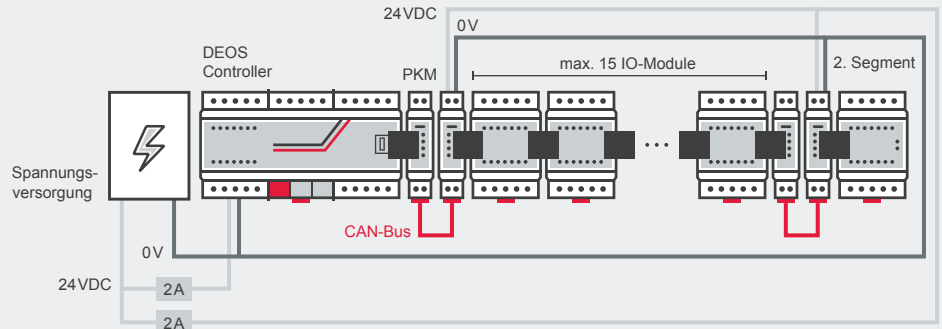 24VDC
0V
DEOS
Controller
PKM
max. 15 IO-Module
2. Segment
Spannungs-
versorgung
CAN-Bus
0V
24VDC
2A
2A